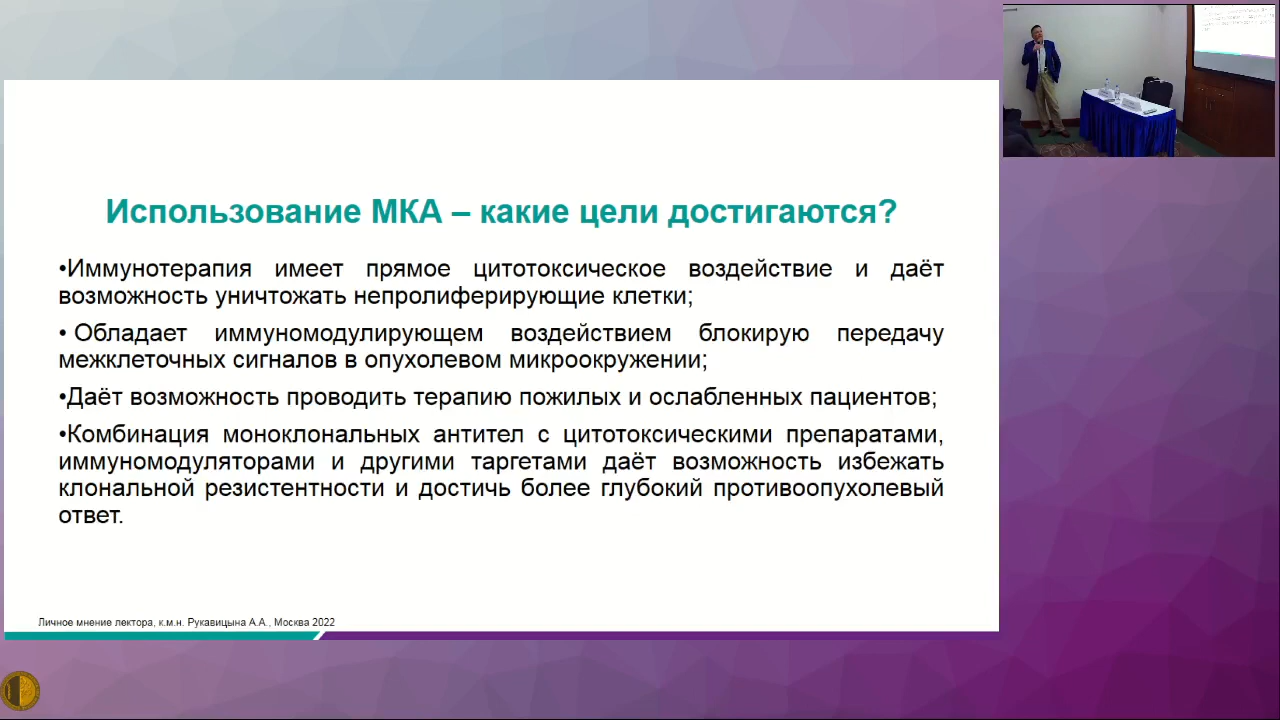 Использование МКА – какие цели достигаются?
•Иммунотерапия имеет прямое цитотоксическое воздействие и даёт
возможность уничтожать непролиферирующие клетки;
• Обладает иммуномодулирующем воздействием блокирую передачу
межклеточных сигналов в опухолевом микроокружении;
•Даёт возможность проводить терапию пожилых и ослабленных пациентов;
•Комбинация моноклональных антител с цитотоксическими препаратами,
иммуномодуляторами и другими таргетами даёт возможность избежать
клональной резистентности и достичь более глубокий противоопухолевый
ответ.
Личное мнение лектора, к.м.н. Рукавицына А.А., Москва 2022